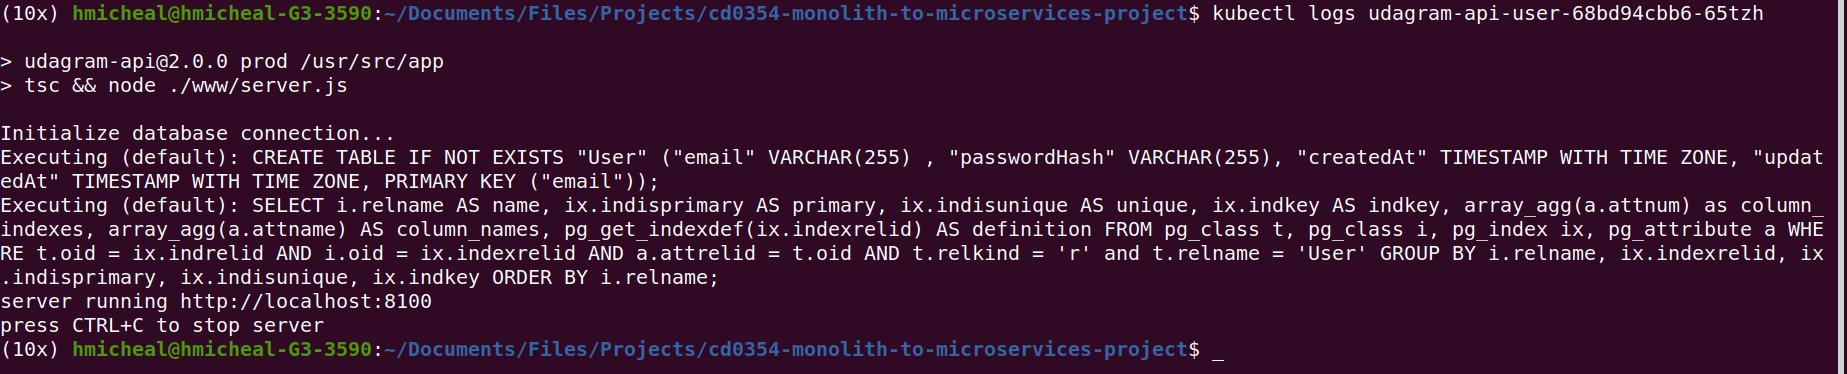 (10x) hmicheal@hmicheal-G3-3590:~/Documents/Files/Projects/cd0354-monolith-to-microservices-project$ kubectl logs udagram-api-user-68bd94cbb6-65tzh
> udagram-api@2.0.0 prod /usr/src/app
> tsc && node ./www/server.js
Initialize database connection...
Executing (default): CREATE TABLE IF NOT EXISTS "User" ("email" VARCHAR(255) , "passwordHash" VARCHAR(255), "createdAt" TIMESTAMP WITH TIME ZONE, "updat
edAt" TIMESTAMP WITH TIME ZONE, PRIMARY KEY ("email"));
Executing (default): SELECT i.relname AS name, ix.indisprimary AS primary, ix.indisunique AS unique, ix.indkey AS indkey, array_agg(a.attnum) as column_
indexes, array_agg(a.attname) AS column_names, pg_get_indexdef(ix.indexrelid) AS definition FROM pg_class t, pg_class i, pg_index ix, pg_attribute a WHE
RE t.oid = ix.indrelid AND i.oid = ix.indexrelid AND a.attrelid = t.oid AND t.relkind = 'r' and t.relname = 'User' GROUP BY i.relname, ix.indexrelid, ix
.indisprimary, ix.indisunique, ix.indkey ORDER BY i.relname;
server running http://localhost:8100
press CTRL+C to stop server
(10x) hmicheal@hmicheal-G3-3590:~/Documents/Files/Projects/cd0354-monolith-to-microservices-project$ _